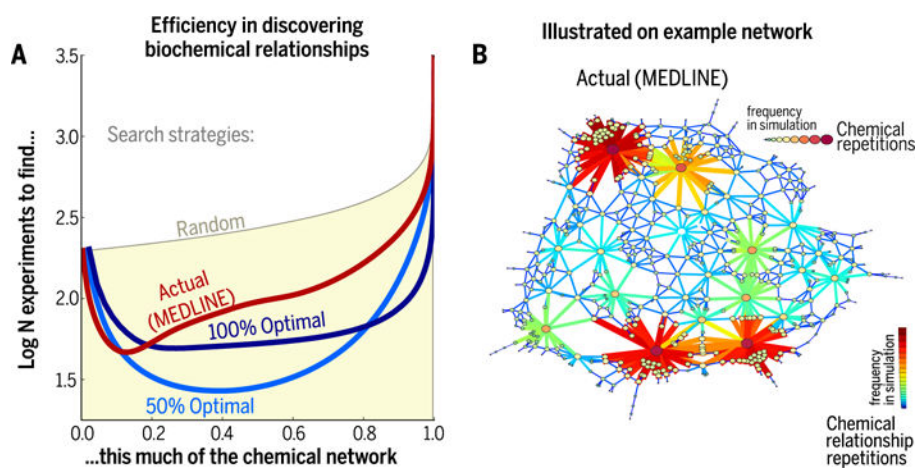 A
Efficiency in discovering
biochemical relationships
Log N experiments to find...
3.5
3.0
2.5
2.0
1.5
Search strategies:
Random
Actual
(MEDLINE)
100% Optimal
50% Optimal
0.0
0.2
0.4
0.6
0.8
1.0
...this much of the chemical network
B
Illustrated on example network
Actual (MEDLINE)
frequency
in simulation
Chemical
repetitions
frequency
in simulation
Chemical
relationship
repetitions